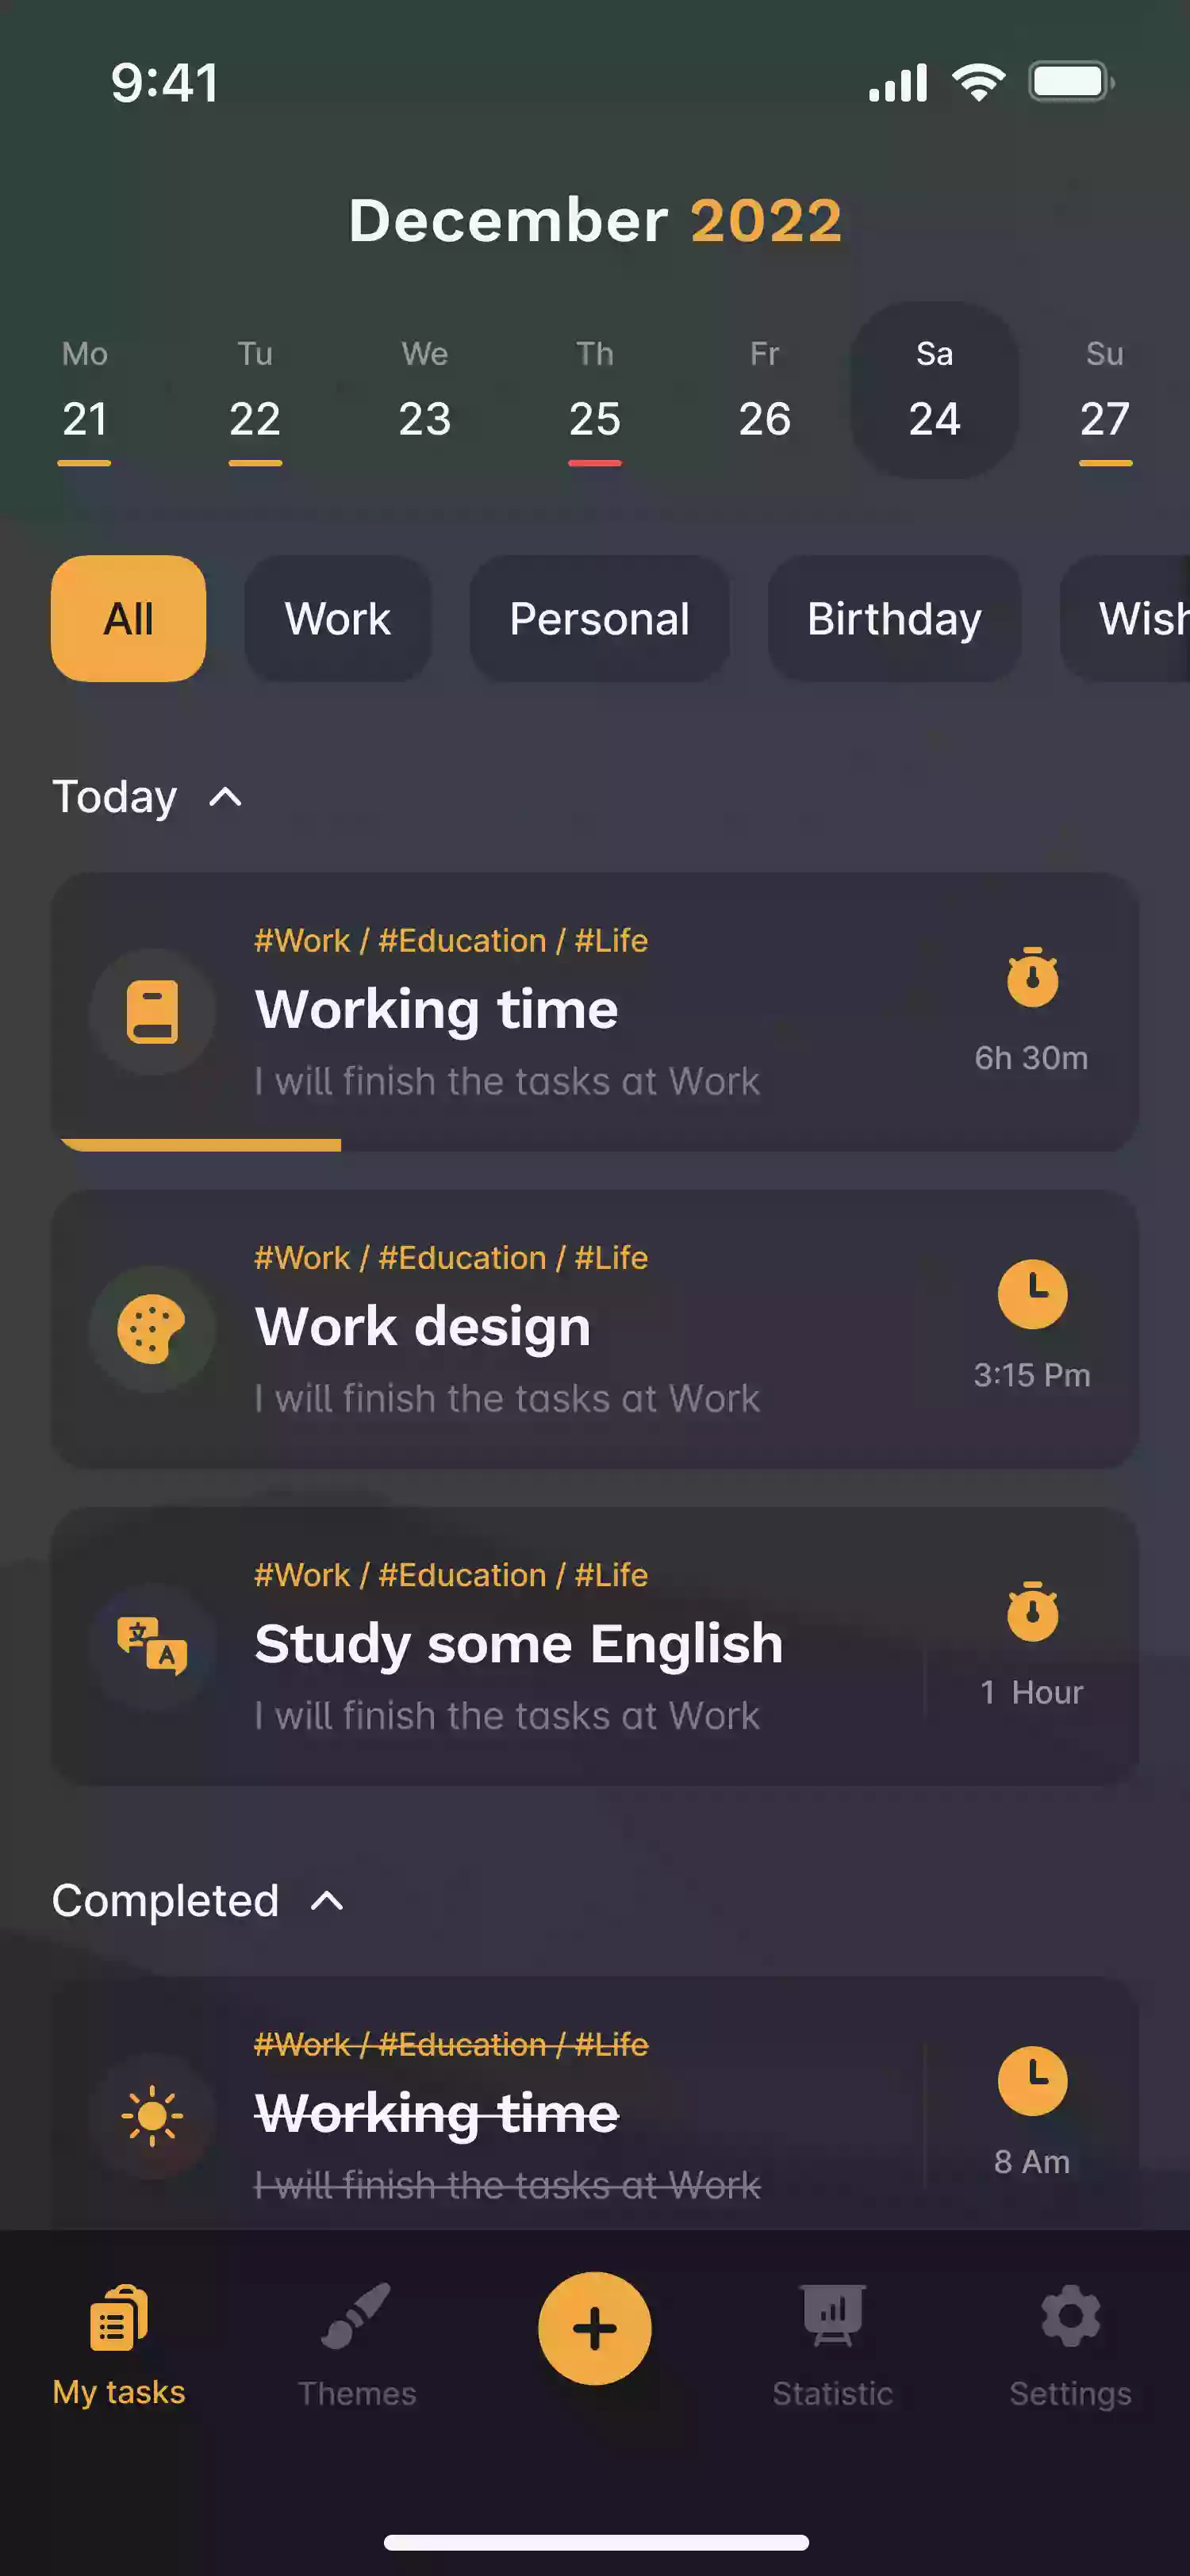 9:41
December 2022
Mo Tu We Th Fr Sa Su
21 22 23 25 26 24 27
All Work Personal Birthday Wish
Today
#Work / #Education / #Life
Working time
I will finish the tasks at Work
6h 30m
#Work / #Education / #Life
Work design
I will finish the tasks at Work
3:15 Pm
#Work / #Education / #Life
Study some English
I will finish the tasks at Work
1 Hour
Completed
#Work / #Education / #Life
Working time
I will finish the tasks at Work
8 Am
My tasks Themes Statistic Settings